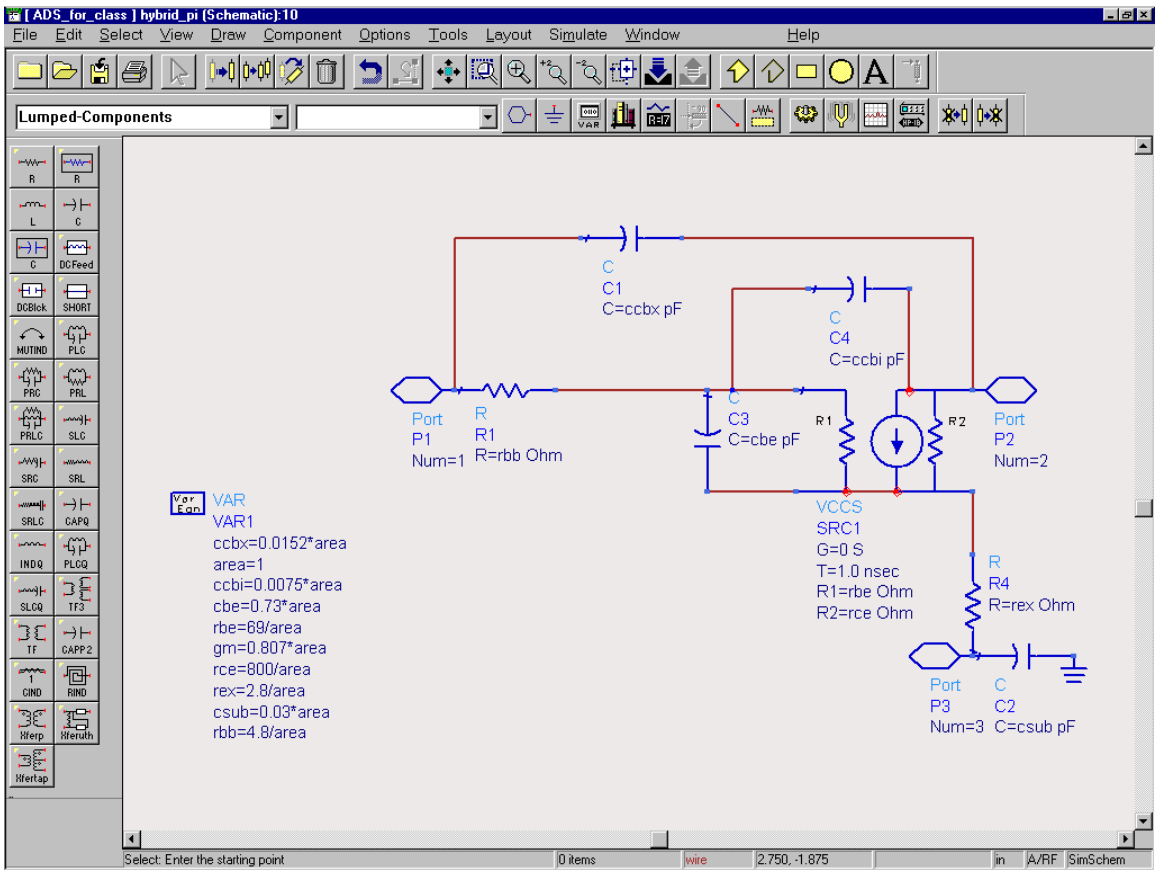 [ ADS_for_class ] hybrid_pi (Schematic):10
File Edit Select View Draw Component Options Tools Layout Simulate Window Help
+2 -2 A
Lumped-Components
VAR
R R
L C
C DCFeed
DCBlck SHORT
MUTIND PLC
PRC PRL
PRLC SLC
SRC SRL
SRLC CAPQ
INDQ PLCQ
SLCQ TF3
TF CAPP2
CIND RIND
Xferp Xferuth
Xfertap
C
C1
C=ccbx pF
C
C4
C=ccbi pF
Port
P1
Num=1
R
R1
R=rbb Ohm
C
C3
C=cbe pF
R1
R2
Port
P2
Num=2
Var
Eqn
VAR
VAR1
ccbx=0.0152*area
area=1
ccbi=0.0075*area
cbe=0.73*area
rbe=69/area
gm=0.807*area
rce=800/area
rex=2.8/area
csub=0.03*area
rbb=4.8/area
VCCS
SRC1
G=0 S
T=1.0 nsec
R1=rbe Ohm
R2=rce Ohm
R
R4
R=rex Ohm
Port
P3
Num=3
C
C2
C=csub pF
Select: Enter the starting point 0 items wire 2.750, -1.875 in A/RF SimSchem